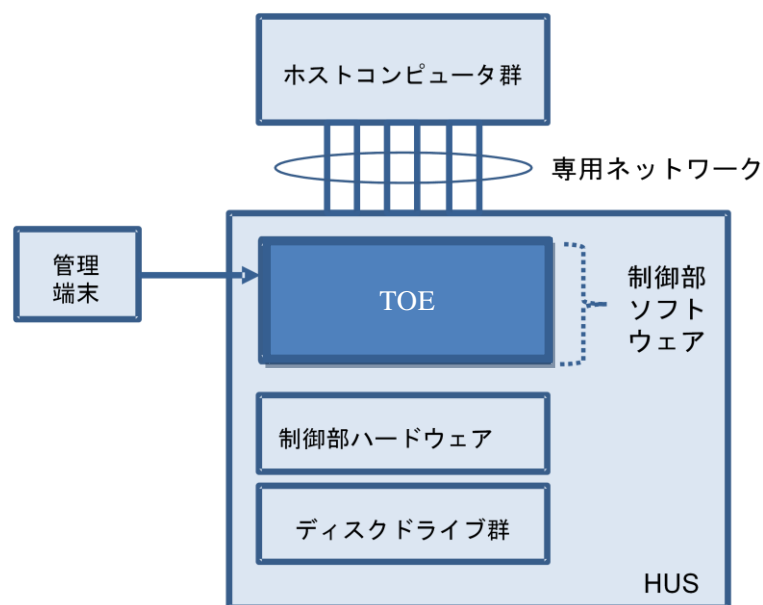 ホストコンピュータ群
専用ネットワーク
管理
端末
TOE
制御部
ソフト
ウェア
制御部ハードウェア
ディスクドライブ群
HUS